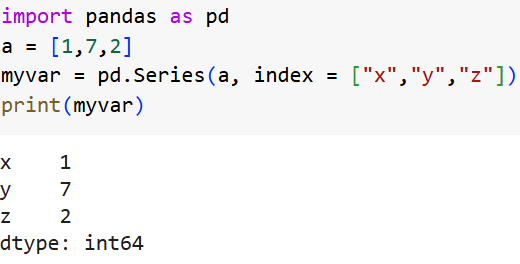 import pandas as pd
a = [1,7,2]
myvar = pd.Series(a, index = ["x","y","z"])
print(myvar)
x    1
y    7
z    2
dtype: int64